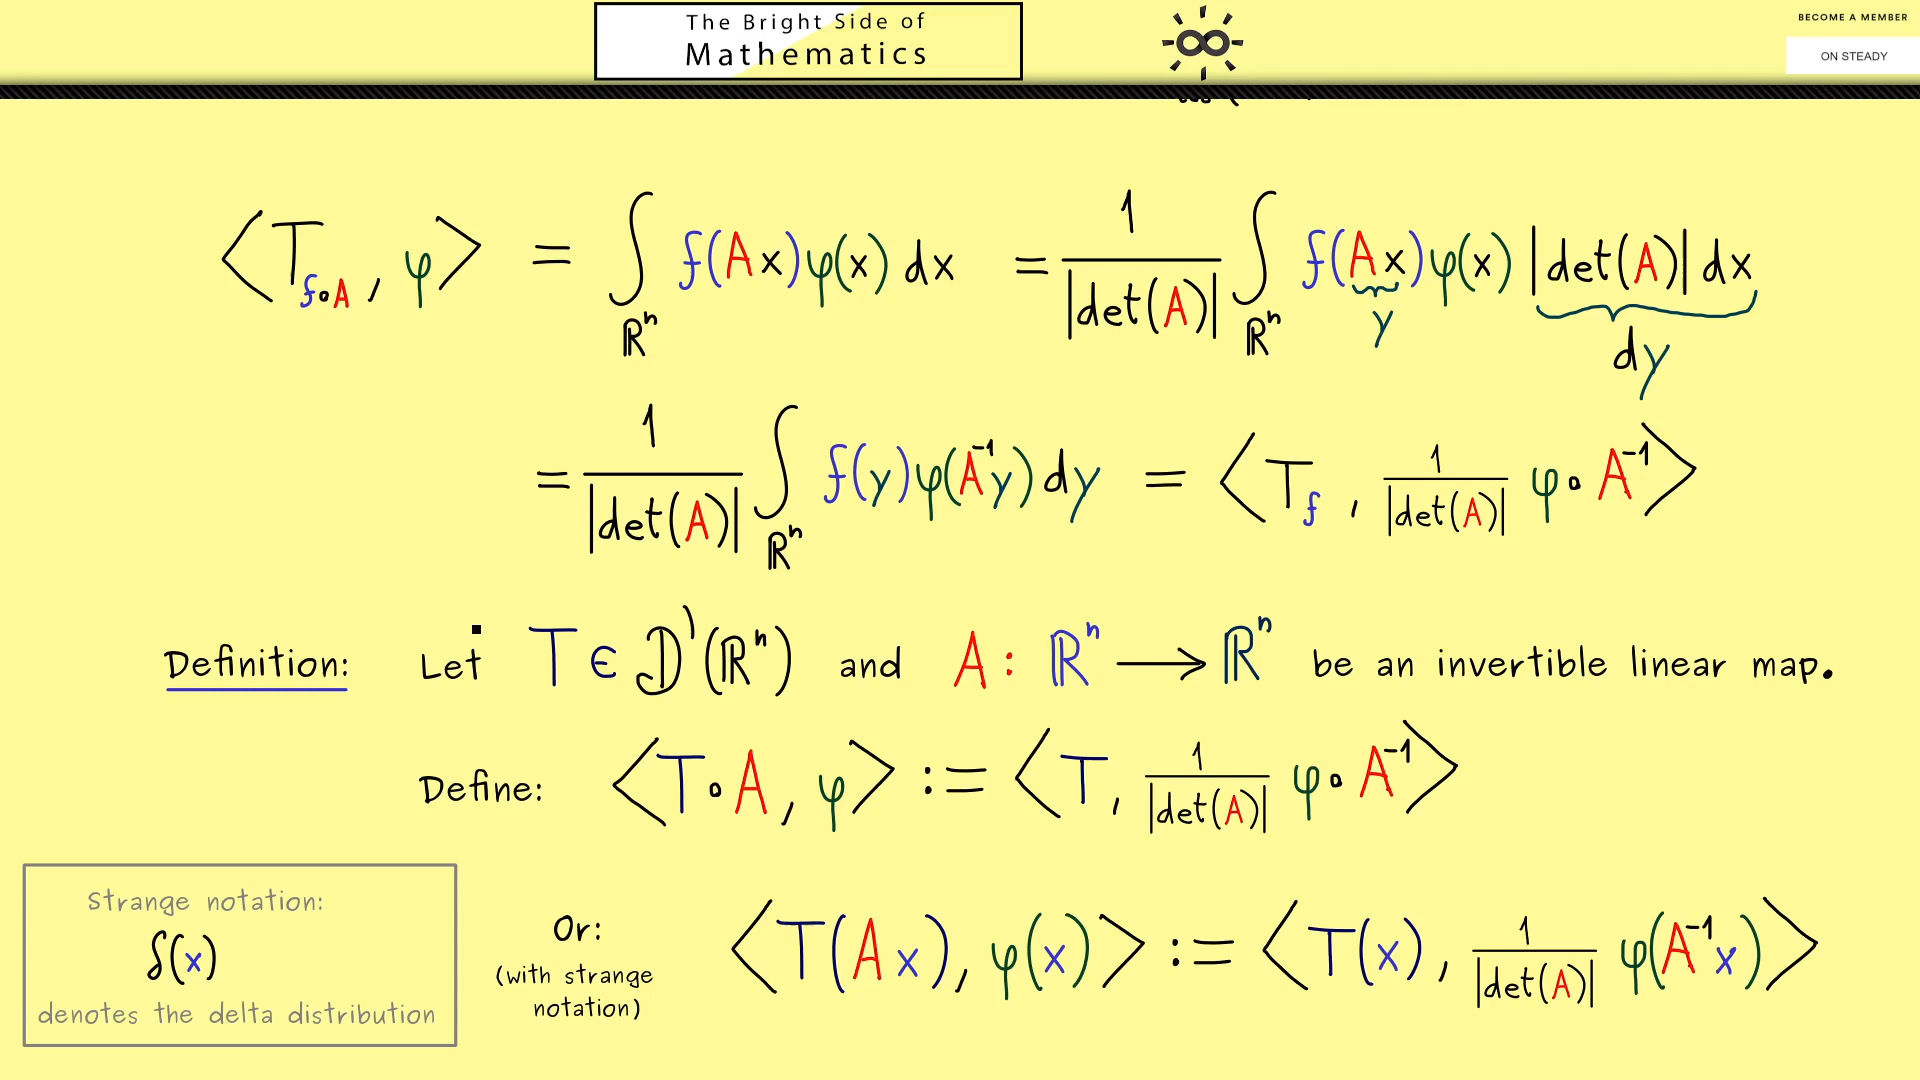 The Bright Side of
Mathematics
BECOME A MEMBER
ON STEADY
⟨T_{f∘A}, φ⟩ = ∫_{ℝⁿ} f(Ax)φ(x) dx = 1/|det(A)| ∫_{ℝⁿ} f(Ax)φ(x) |det(A)| dx
y
dy
= 1/|det(A)| ∫_{ℝⁿ} f(y)φ(A⁻¹y) dy = ⟨T_f, 1/|det(A)| φ∘A⁻¹⟩
Definition: Let T ∈ 𝒟'(ℝⁿ) and A: ℝⁿ ⟶ ℝⁿ be an invertible linear map.
Define: ⟨T∘A, φ⟩ := ⟨T, 1/|det(A)| φ∘A⁻¹⟩
Strange notation:
δ(x)
denotes the delta distribution
Or:
(with strange
notation)
⟨T(Ax), φ(x)⟩ := ⟨T(x), 1/|det(A)| φ(A⁻¹x)⟩